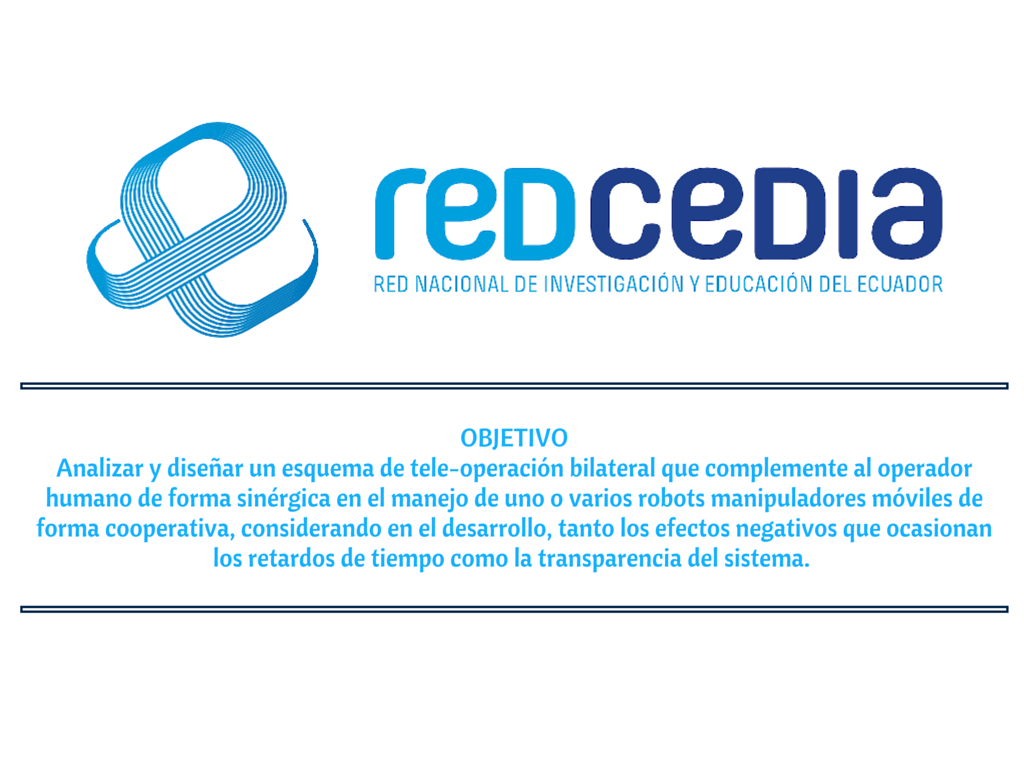 redcedia
RED NACIONAL DE INVESTIGACIÓN Y EDUCACIÓN DEL ECUADOR
OBJETIVO
Analizar y diseñar un esquema de tele-operación bilateral que complemente al operador
humano de forma sinérgica en el manejo de uno o varios robots manipuladores móviles de
forma cooperativa, considerando en el desarrollo, tanto los efectos negativos que ocasionan
los retardos de tiempo como la transparencia del sistema.